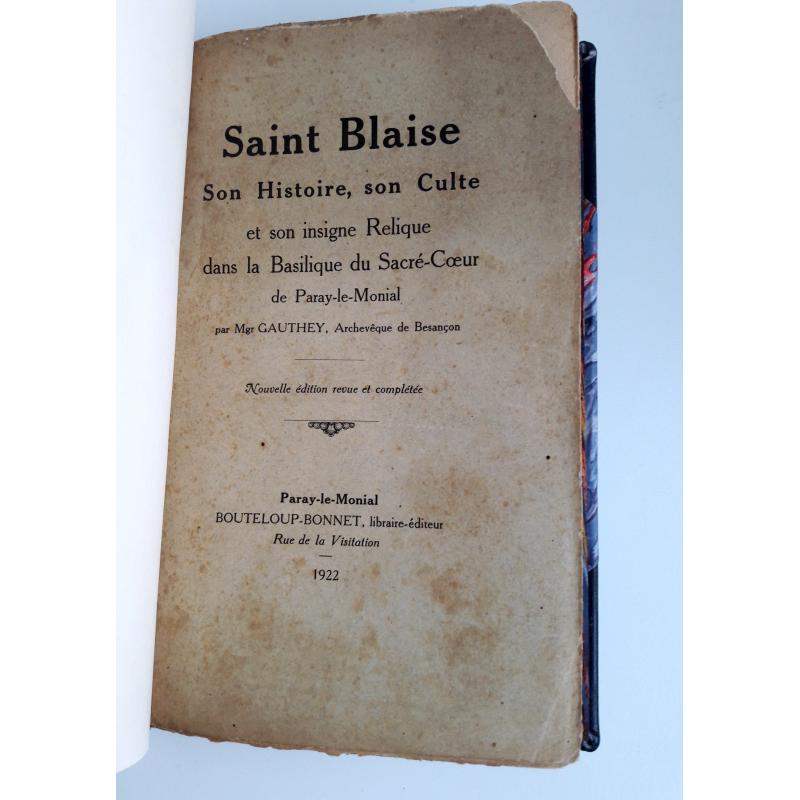 Saint Blaise
Son Histoire, son Culte
et son insigne Relique
dans la Basilique du Sacré-Cœur
de Paray-le-Monial
par Mgr GAUTHEY, Archevêque de Besançon
Nouvelle édition revue et complétée
Paray-le-Monial
BOUTELOUP-BONNET, libraire-éditeur
Rue de la Visitation
1922